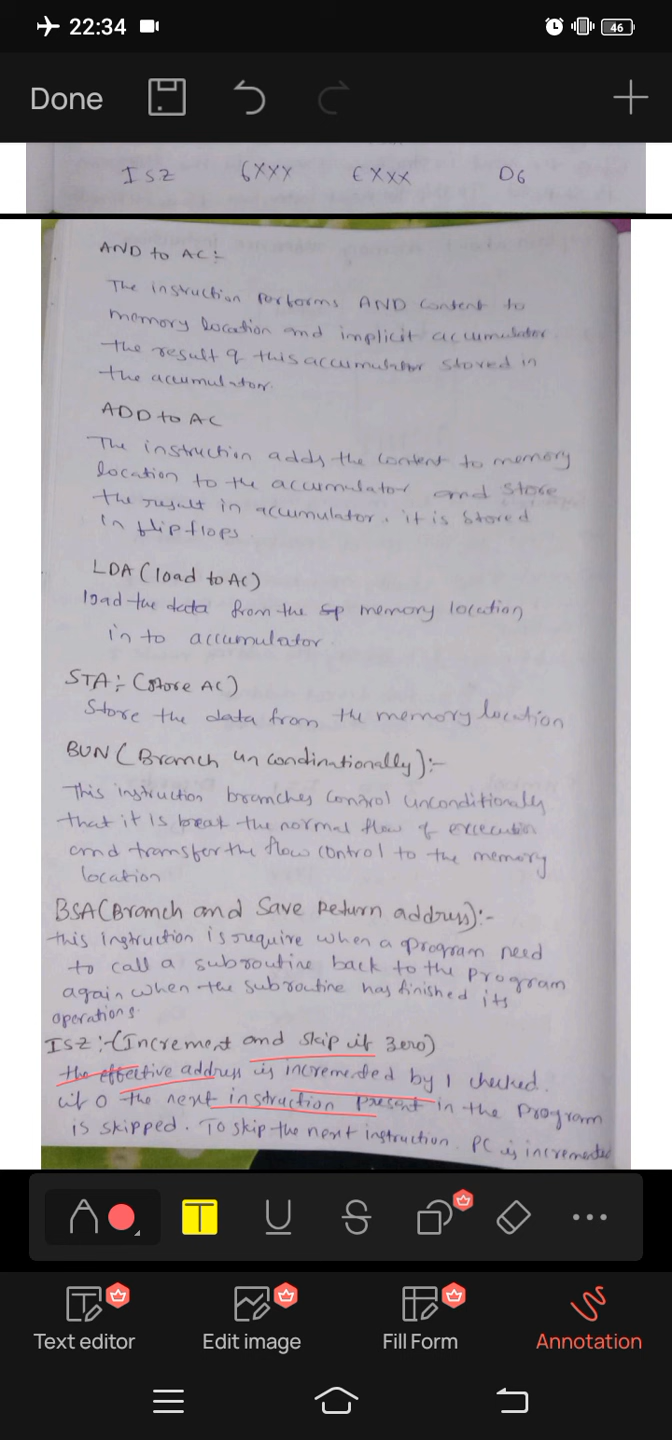 22:34
46
Done
ISZ 6XXX EXXX D6
AND to AC:-
The instruction performs AND content to
memory location and implicit accumulator.
the result of this accumulator stored in
the accumulator.
ADD to AC
The instruction adds the content to memory
location to the accumulator and store
the result in accumulator. it is stored
in flipflops
LDA (load to AC)
load the data from the sp memory location
in to accumulator.
STA:- (Store AC)
Store the data from the memory location
BUN (Branch un condinationally):-
This instruction branches control unconditionally
that it is break the normal flow of excecution
and transfer the flow control to the memory
location
BSA (Branch and Save Return address):-
this instruction is require when a program need
to call a subroutine back to the program
again when the subroutine has finished its
operations.
ISZ:-(Increment and skip if zero)
the effective address is incremented by 1 checked.
if 0 the next instruction present in the program
is skipped. To skip the next instruction. PC is incremented
Text editor Edit image Fill Form Annotation